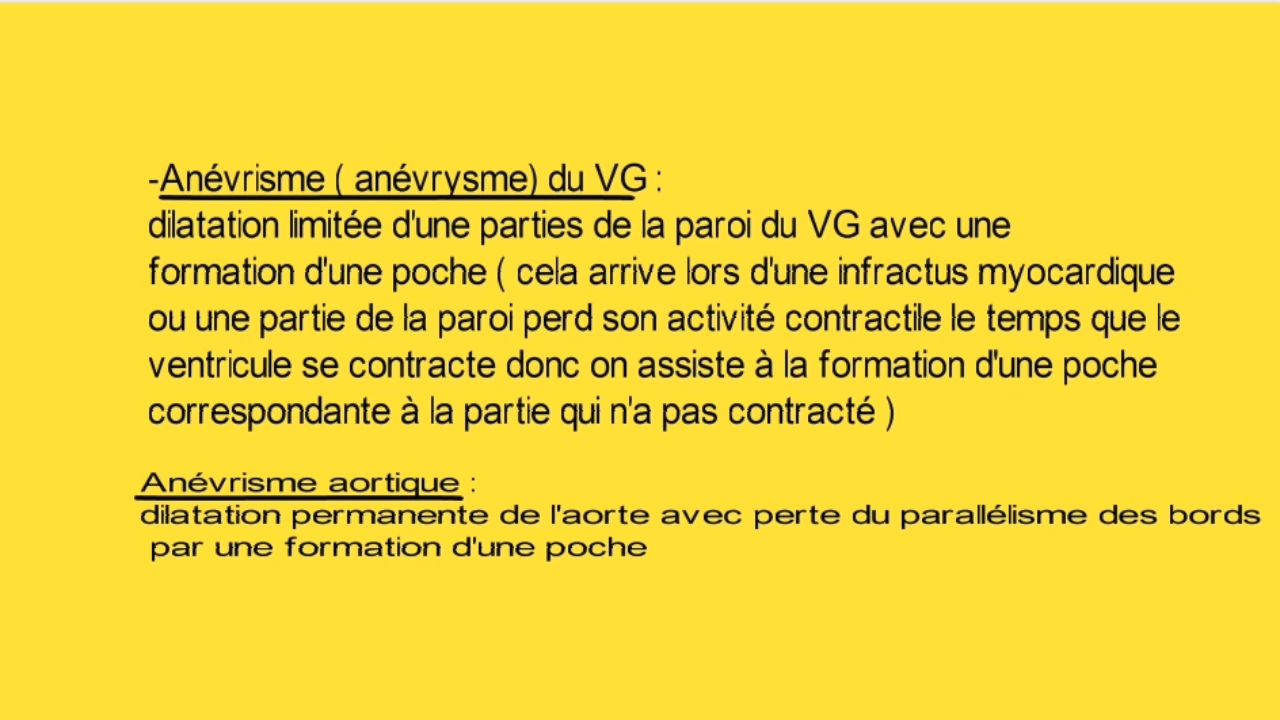 -Anévrisme ( anévrysme) du VG :
dilatation limitée d'une parties de la paroi du VG avec une
formation d'une poche ( cela arrive lors d'une infractus myocardique
ou une partie de la paroi perd son activité contractile le temps que le
ventricule se contracte donc on assiste à la formation d'une poche
correspondante à la partie qui n'a pas contracté )
Anévrisme aortique :
dilatation permanente de l'aorte avec perte du parallélisme des bords
par une formation d'une poche